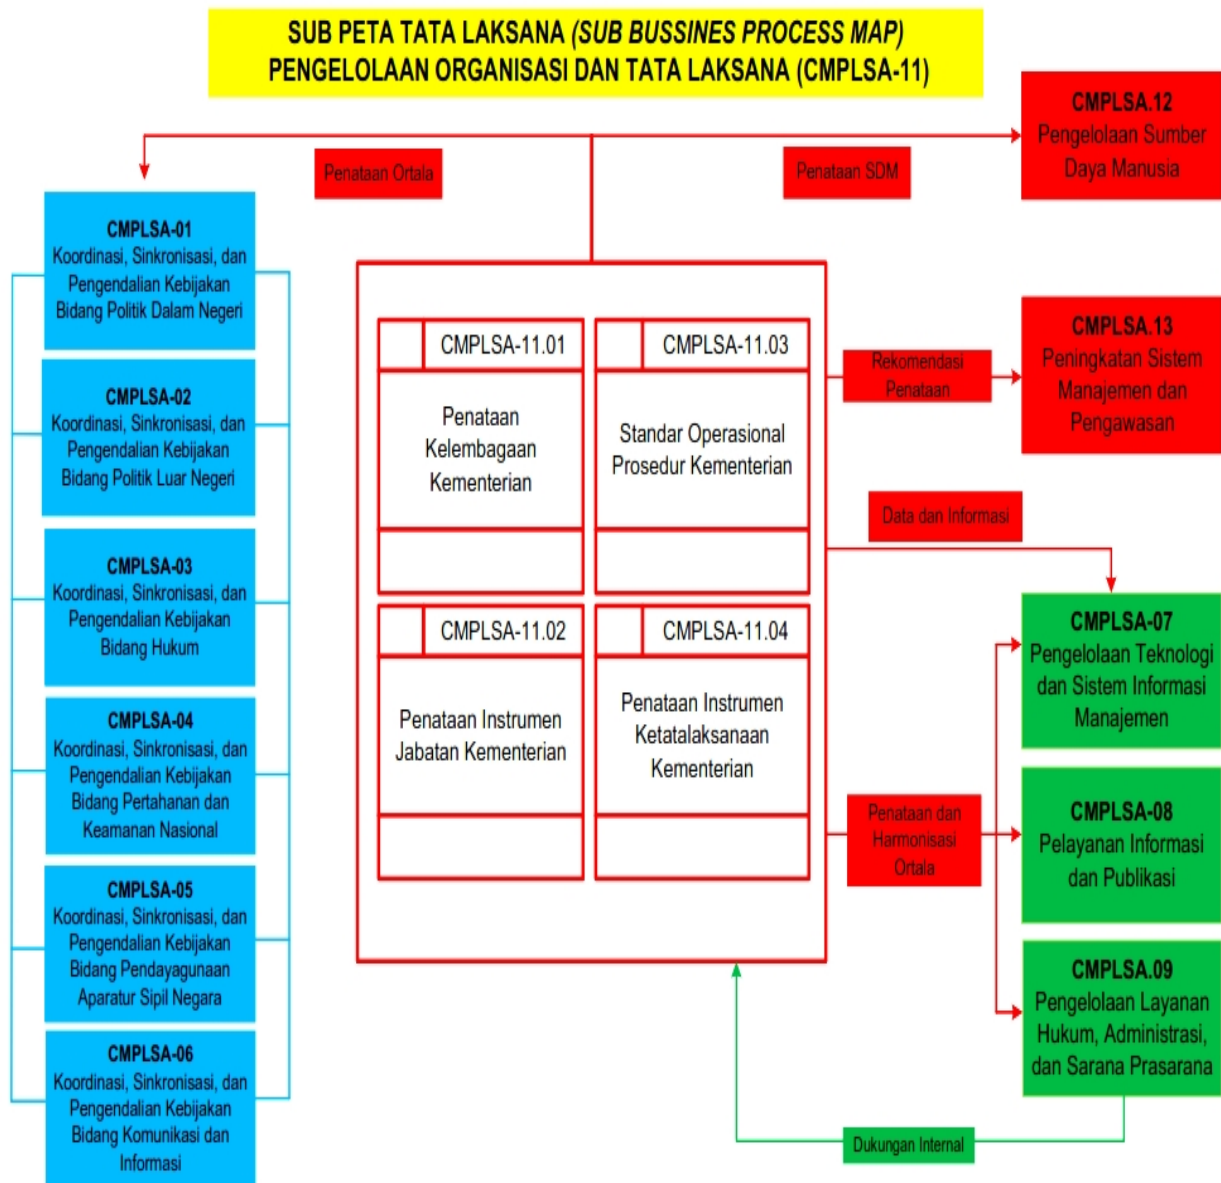 SUB PETA TATA LAKSANA (SUB BUSSINES PROCESS MAP)
PENGELOLAAN ORGANISASI DAN TATA LAKSANA (CMPLSA-11)
CMPLSA.12
Pengelolaan Sumber
Daya Manusia
Penataan Ortala
Penataan SDM
CMPLSA-01
Koordinasi, Sinkronisasi, dan
Pengendalian Kebijakan
Bidang Politik Dalam Negeri
CMPLSA-02
Koordinasi, Sinkronisasi, dan
Pengendalian Kebijakan
Bidang Politik Luar Negeri
CMPLSA-03
Koordinasi, Sinkronisasi, dan
Pengendalian Kebijakan
Bidang Hukum
CMPLSA-04
Koordinasi, Sinkronisasi, dan
Pengendalian Kebijakan
Bidang Pertahanan dan
Keamanan Nasional
CMPLSA-05
Koordinasi, Sinkronisasi, dan
Pengendalian Kebijakan
Bidang Pendayagunaan
Aparatur Sipil Negara
CMPLSA-06
Koordinasi, Sinkronisasi, dan
Pengendalian Kebijakan
Bidang Komunikasi dan
Informasi
CMPLSA-11.01
Penataan
Kelembagaan
Kementerian
CMPLSA-11.03
Standar Operasional
Prosedur Kementerian
CMPLSA-11.02
Penataan Instrumen
Jabatan Kementerian
CMPLSA-11.04
Penataan Instrumen
Ketatalaksanaan
Kementerian
Rekomendasi
Penataan
CMPLSA.13
Peningkatan Sistem
Manajemen dan
Pengawasan
Data dan Informasi
CMPLSA-07
Pengelolaan Teknologi
dan Sistem Informasi
Manajemen
Penataan dan
Harmonisasi
Ortala
CMPLSA-08
Pelayanan Informasi
dan Publikasi
CMPLSA.09
Pengelolaan Layanan
Hukum, Administrasi,
dan Sarana Prasarana
Dukungan Internal